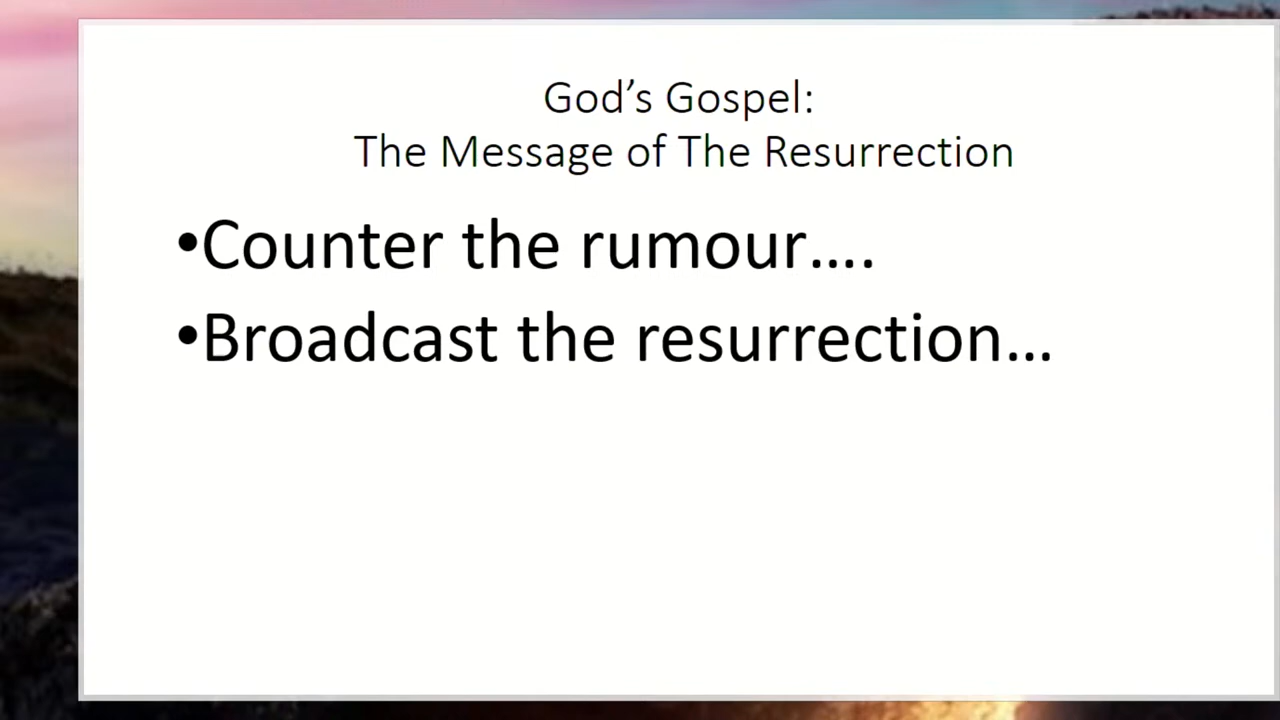 God’s Gospel:
The Message of The Resurrection
•Counter the rumour....
•Broadcast the resurrection...